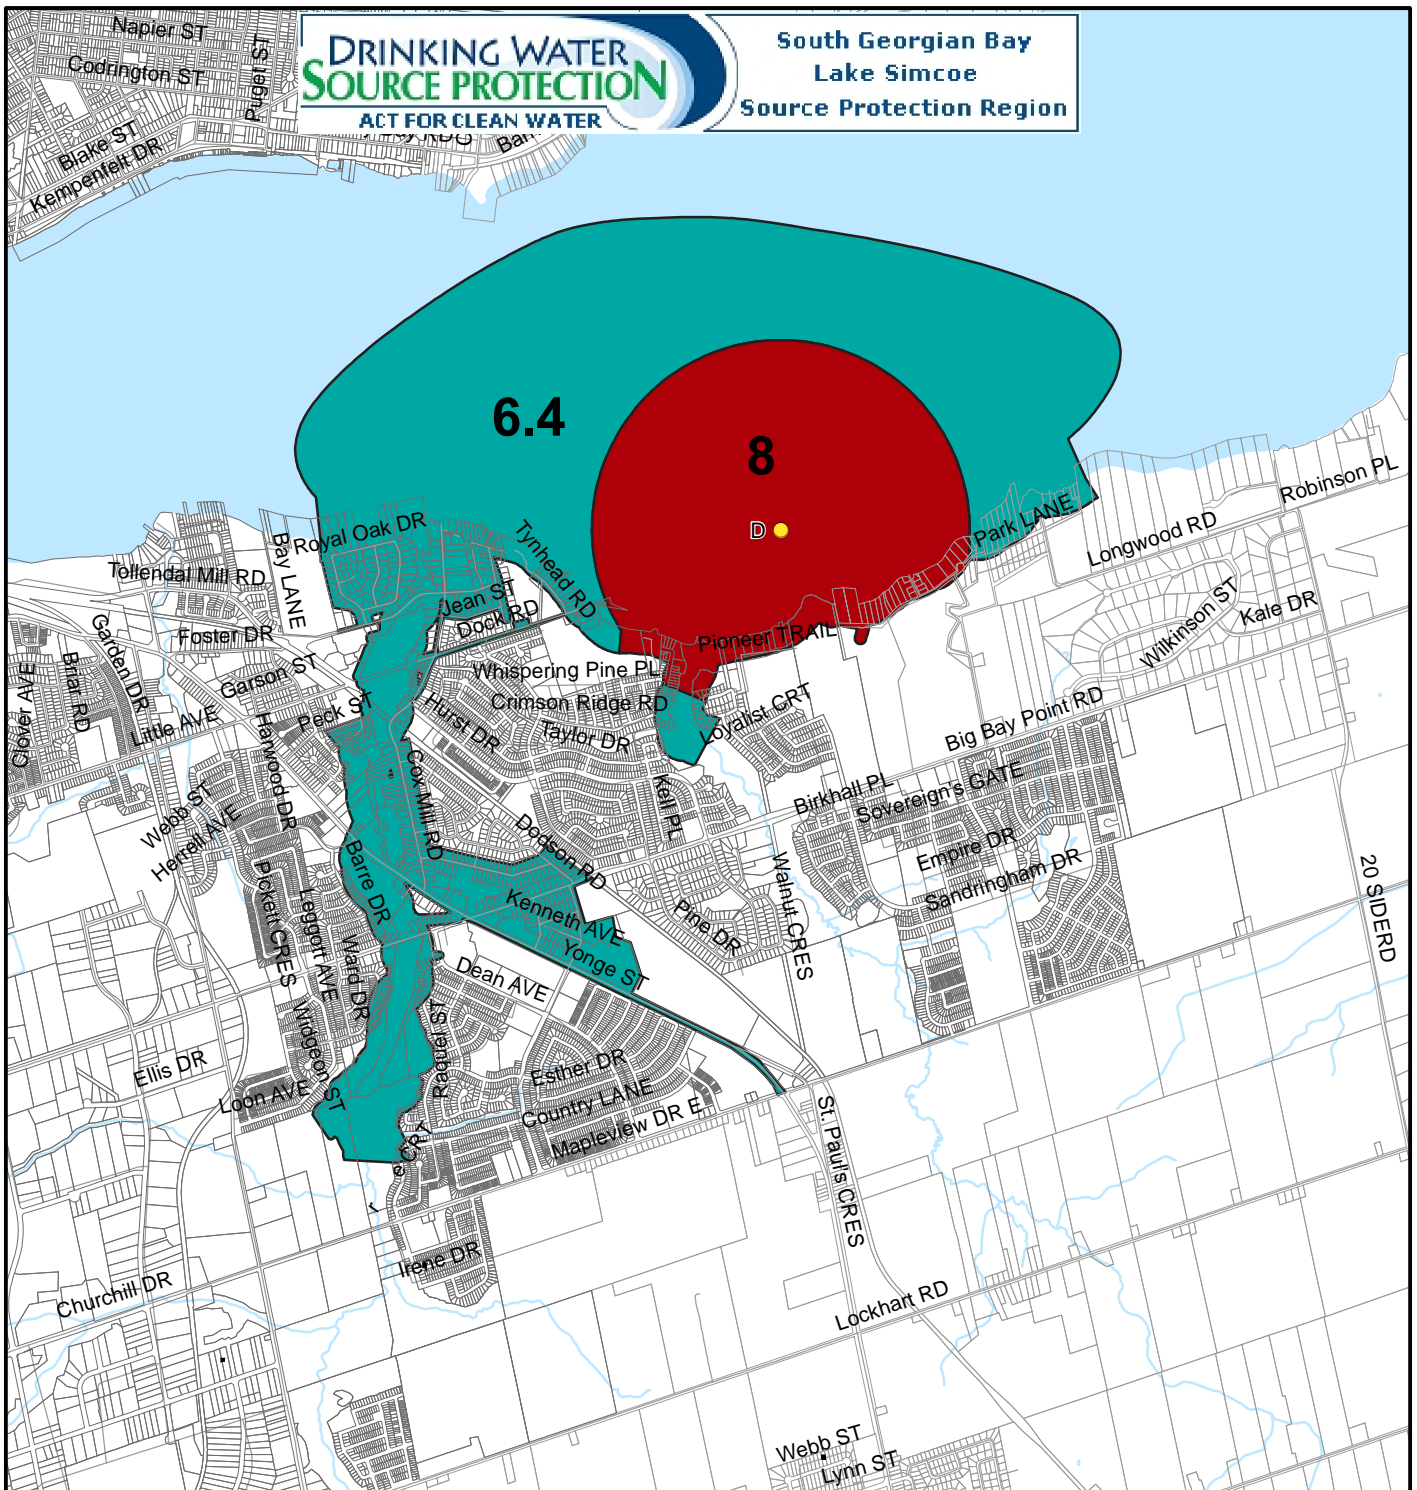 Napier ST
Codrington ST
Puget ST
Blake ST
Kempenfelt DR
DRINKING WATER
SOURCE PROTECTION
ACT FOR CLEAN WATER
South Georgian Bay
Lake Simcoe
Source Protection Region
6.4
8
D
Royal Oak DR
Bay LANE
Tollendal Mill RD
Foster DR
Garden DR
Briar RD
Clover AVE
Garson ST
Little AVE
Peck ST
Harwood DR
Webb ST
Herrell AVE
Tynhead RD
Jean ST
Dock RD
Whispering Pine PL
Crimson Ridge RD
Hurst DR
Taylor DR
Cox Mill RD
Kell PL
Pioneer TRAIL
Loyalist CRT
Park LANE
Longwood RD
Robinson PL
Wilkinson ST
Kale DR
Big Bay Point RD
Birkhall PL
Sovereign's GATE
Empire DR
Sandringham DR
Walnut CRES
20 SIDERD
Dodson RD
Barre DR
Pickett CRES
Leggott AVE
Ward DR
Kenneth AVE
Yonge ST
Pine DR
Dean AVE
Widgeon ST
Raquel ST
Ellis DR
Loon AVE
Esther DR
Country LANE
Mapleview DR E
e CRT
St. Paul's CRES
Irene DR
Churchill DR
Lockhart RD
Webb ST
Lynn ST